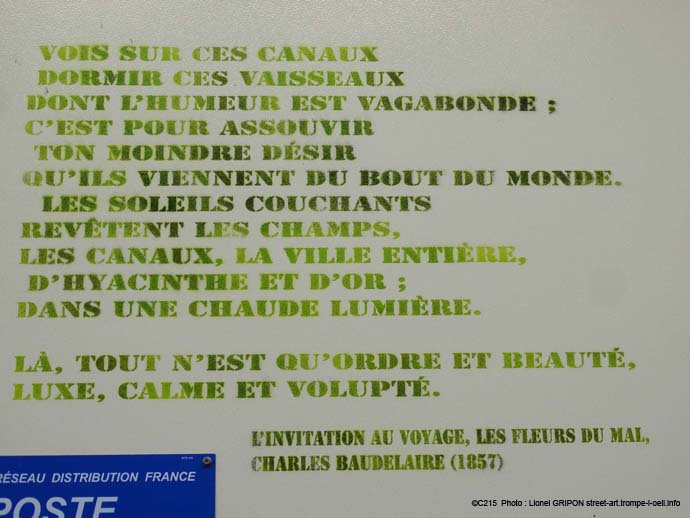 VOIS SUR CES CANAUX
DORMIR CES VAISSEAUX
DONT L'HUMEUR EST VAGABONDE ;
C'EST POUR ASSOUVIR
TON MOINDRE DÉSIR
QU'ILS VIENNENT DU BOUT DU MONDE.
LES SOLEILS COUCHANTS
REVÊTENT LES CHAMPS,
LES CANAUX, LA VILLE ENTIÈRE,
D'HYACINTHE ET D'OR ;
DANS UNE CHAUDE LUMIÈRE.
LÀ, TOUT N'EST QU'ORDRE ET BEAUTÉ,
LUXE, CALME ET VOLUPTÉ.
L'INVITATION AU VOYAGE, LES FLEURS DU MAL,
CHARLES BAUDELAIRE (1857)
RÉSEAU DISTRIBUTION FRANCE
POSTE
©C215 Photo : Lionel GRIPON street-art.trompe-l-oeil.info